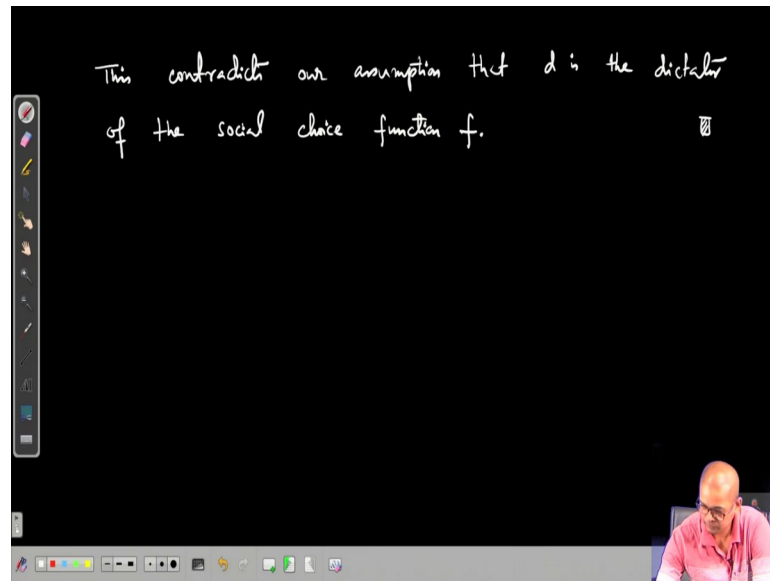 This contradicts our assumption that d is the dictator
of the social choice function f.